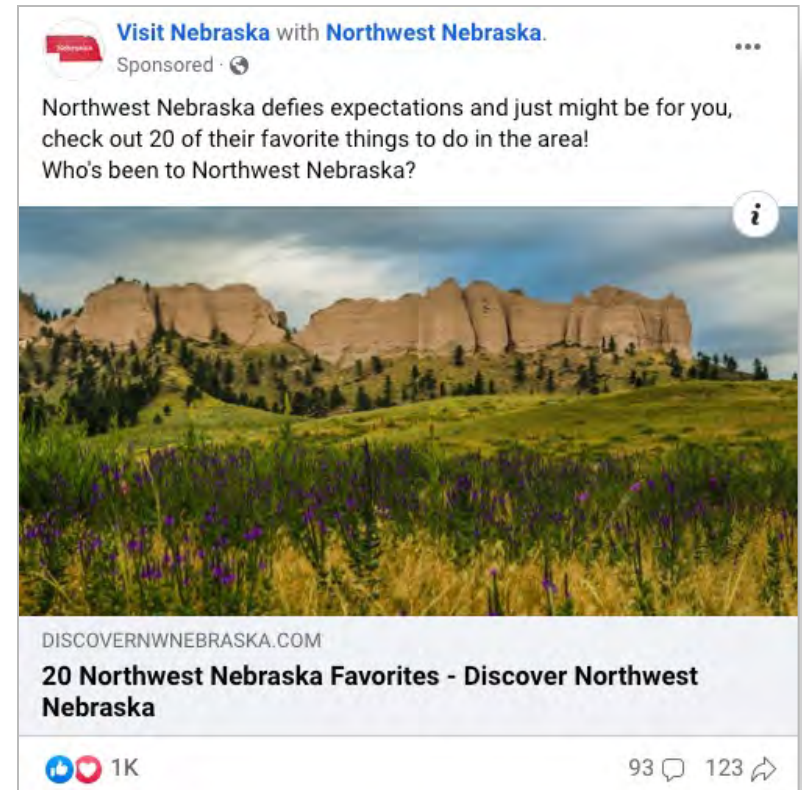 Nebraska
Visit Nebraska with Northwest Nebraska.
Sponsored ·
Northwest Nebraska defies expectations and just might be for you,
check out 20 of their favorite things to do in the area!
Who's been to Northwest Nebraska?
i
DISCOVERNWNEBRASKA.COM
20 Northwest Nebraska Favorites - Discover Northwest
Nebraska
1K 93 123